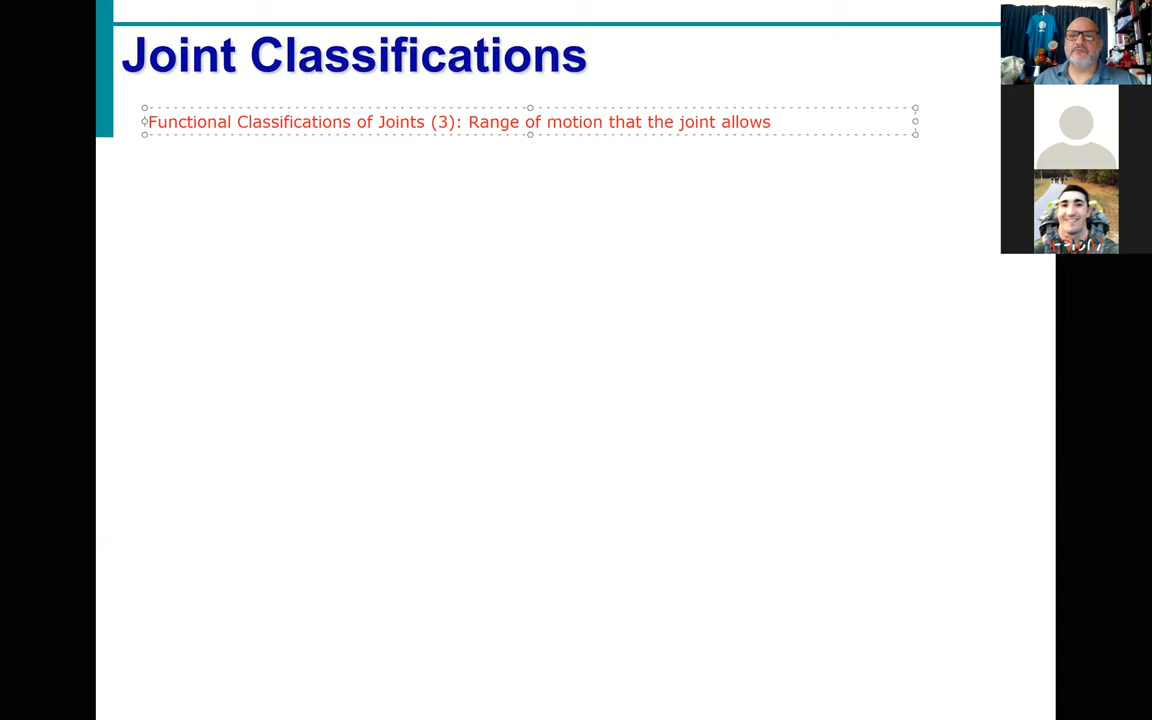 Joint Classifications
Functional Classifications of Joints (3): Range of motion that the joint allows